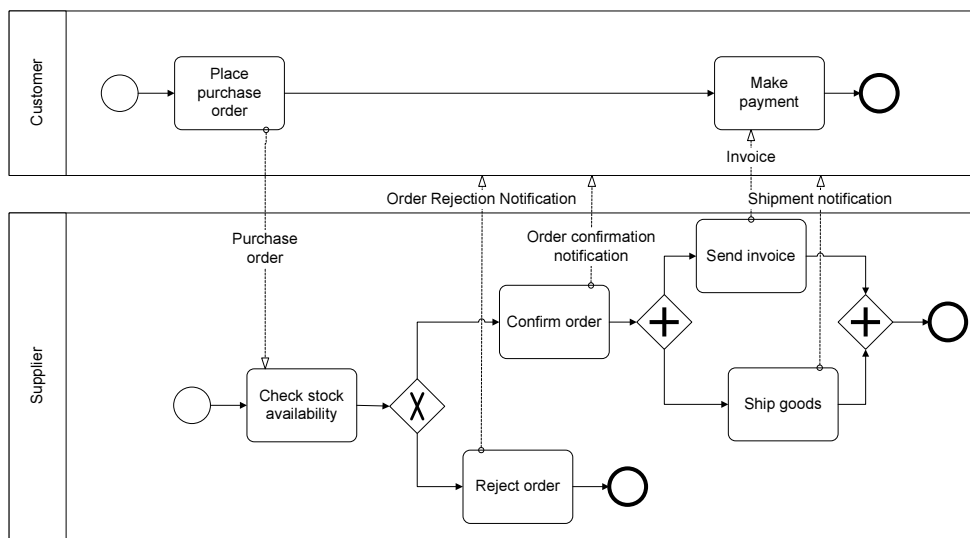 Customer
Place
purchase
order
Make
payment
Invoice
Order Rejection Notification
Shipment notification
Supplier
Purchase
order
Order confirmation
notification
Send invoice
Confirm order
Check stock
availability
Ship goods
Reject order